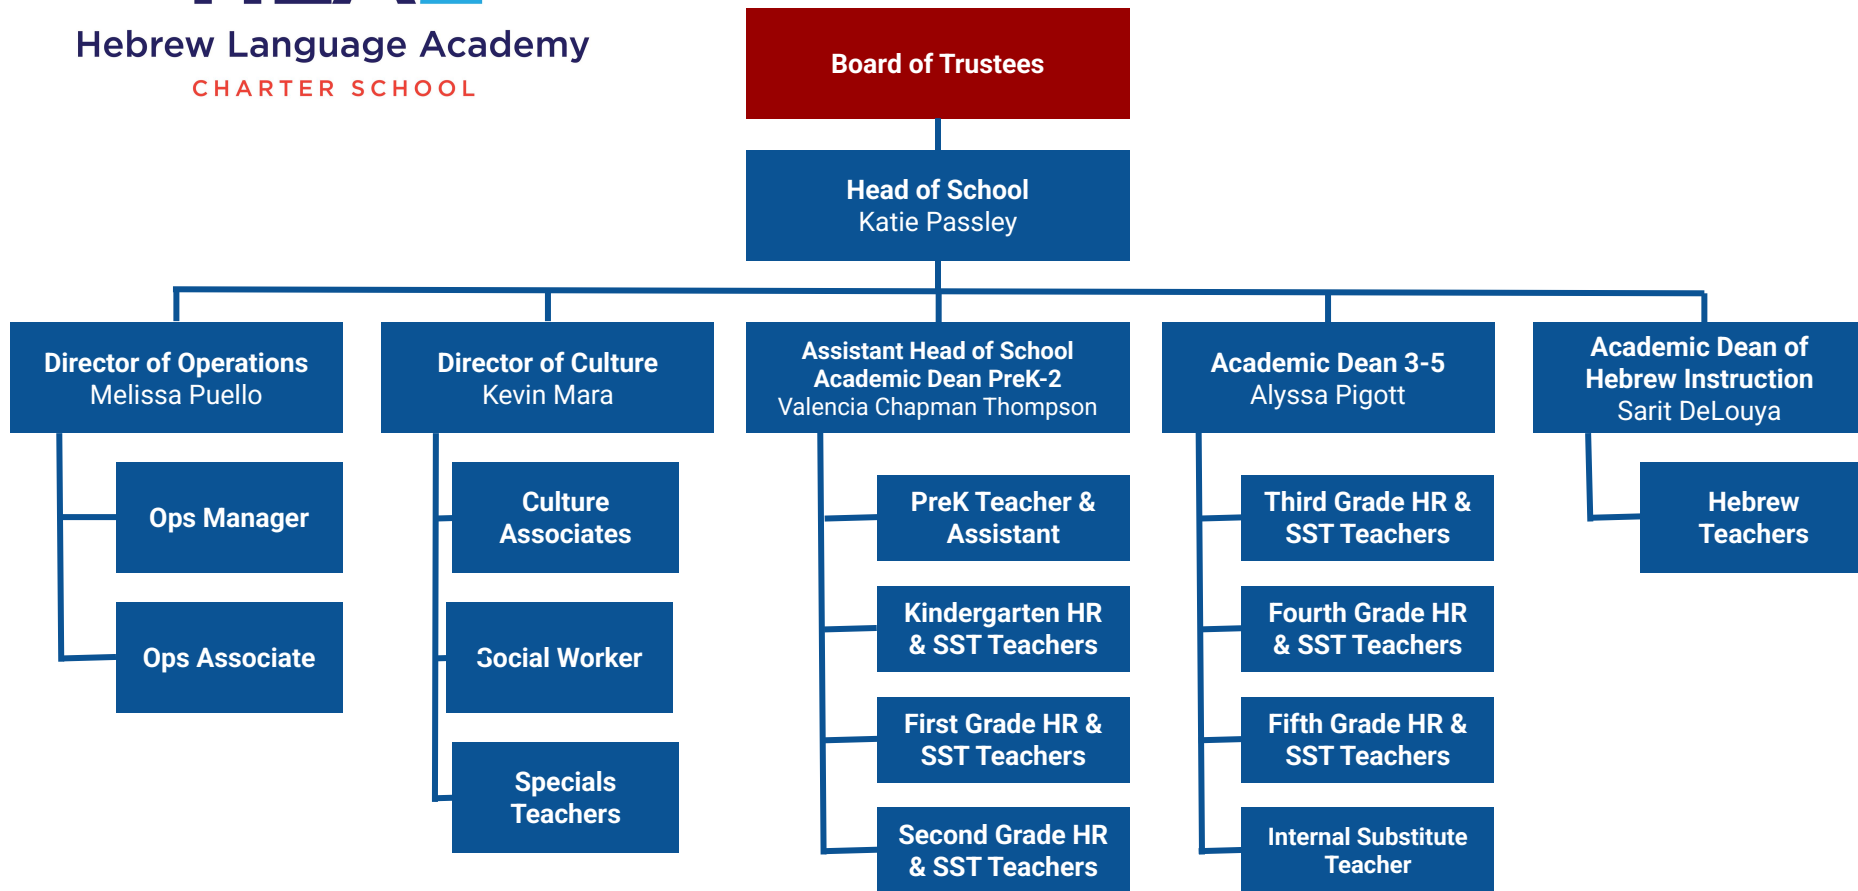 Hebrew Language Academy
CHARTER SCHOOL
Board of Trustees
Head of School
Katie Passley
Director of Operations
Melissa Puello
Director of Culture
Kevin Mara
Assistant Head of School
Academic Dean PreK-2
Valencia Chapman Thompson
Academic Dean 3-5
Alyssa Pigott
Academic Dean of
Hebrew Instruction
Sarit DeLouya
Ops Manager
Ops Associate
Culture
Associates
Social Worker
Specials
Teachers
PreK Teacher &
Assistant
Kindergarten HR
& SST Teachers
First Grade HR &
SST Teachers
Second Grade HR
& SST Teachers
Third Grade HR &
SST Teachers
Fourth Grade HR
& SST Teachers
Fifth Grade HR &
SST Teachers
Internal Substitute
Teacher
Hebrew
Teachers